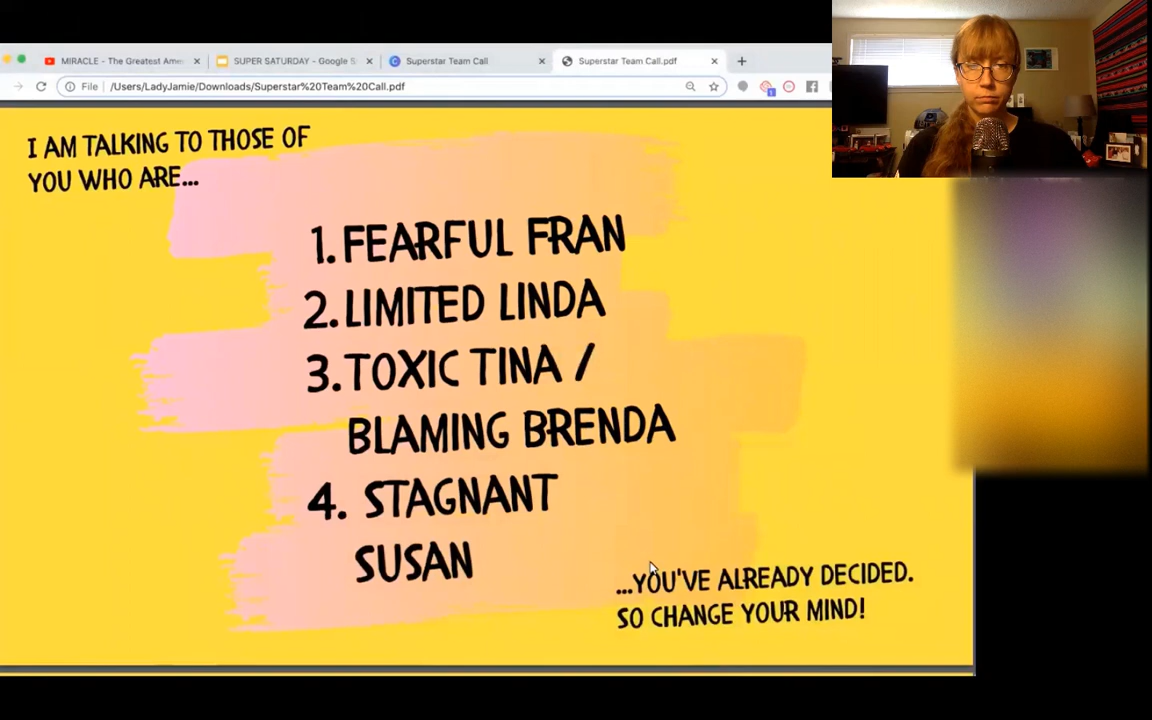 MIRACLE - The Greatest Ame
SUPER SATURDAY - Google S
Superstar Team Call
Superstar Team Call.pdf
File
/Users/LadyJamie/Downloads/Superstar%20Team%20Call.pdf
I AM TALKING TO THOSE OF
YOU WHO ARE...
1. FEARFUL FRAN
2. LIMITED LINDA
3. TOXIC TINA /
BLAMING BRENDA
4. STAGNANT
SUSAN
...YOU'VE ALREADY DECIDED.
SO CHANGE YOUR MIND!